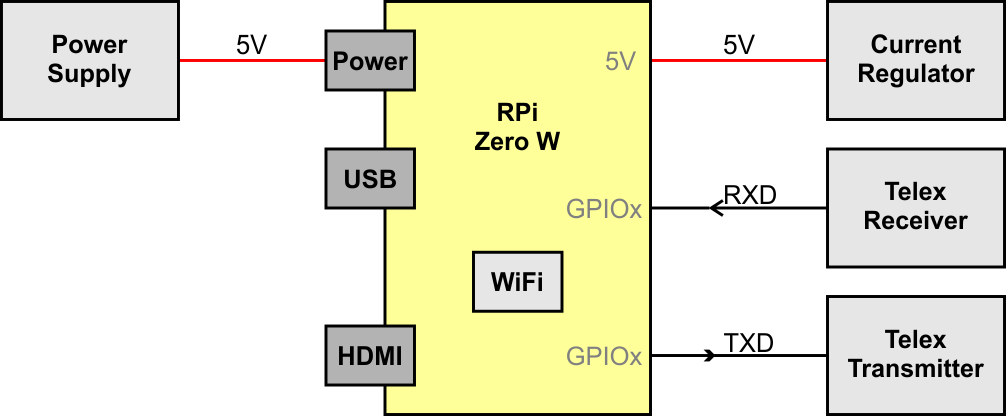 Power
Supply
5V
Power
5V
5V
Current
Regulator
RPi
Zero W
USB
GPIOx
RXD
Telex
Receiver
WiFi
HDMI
GPIOx
TXD
Telex
Transmitter